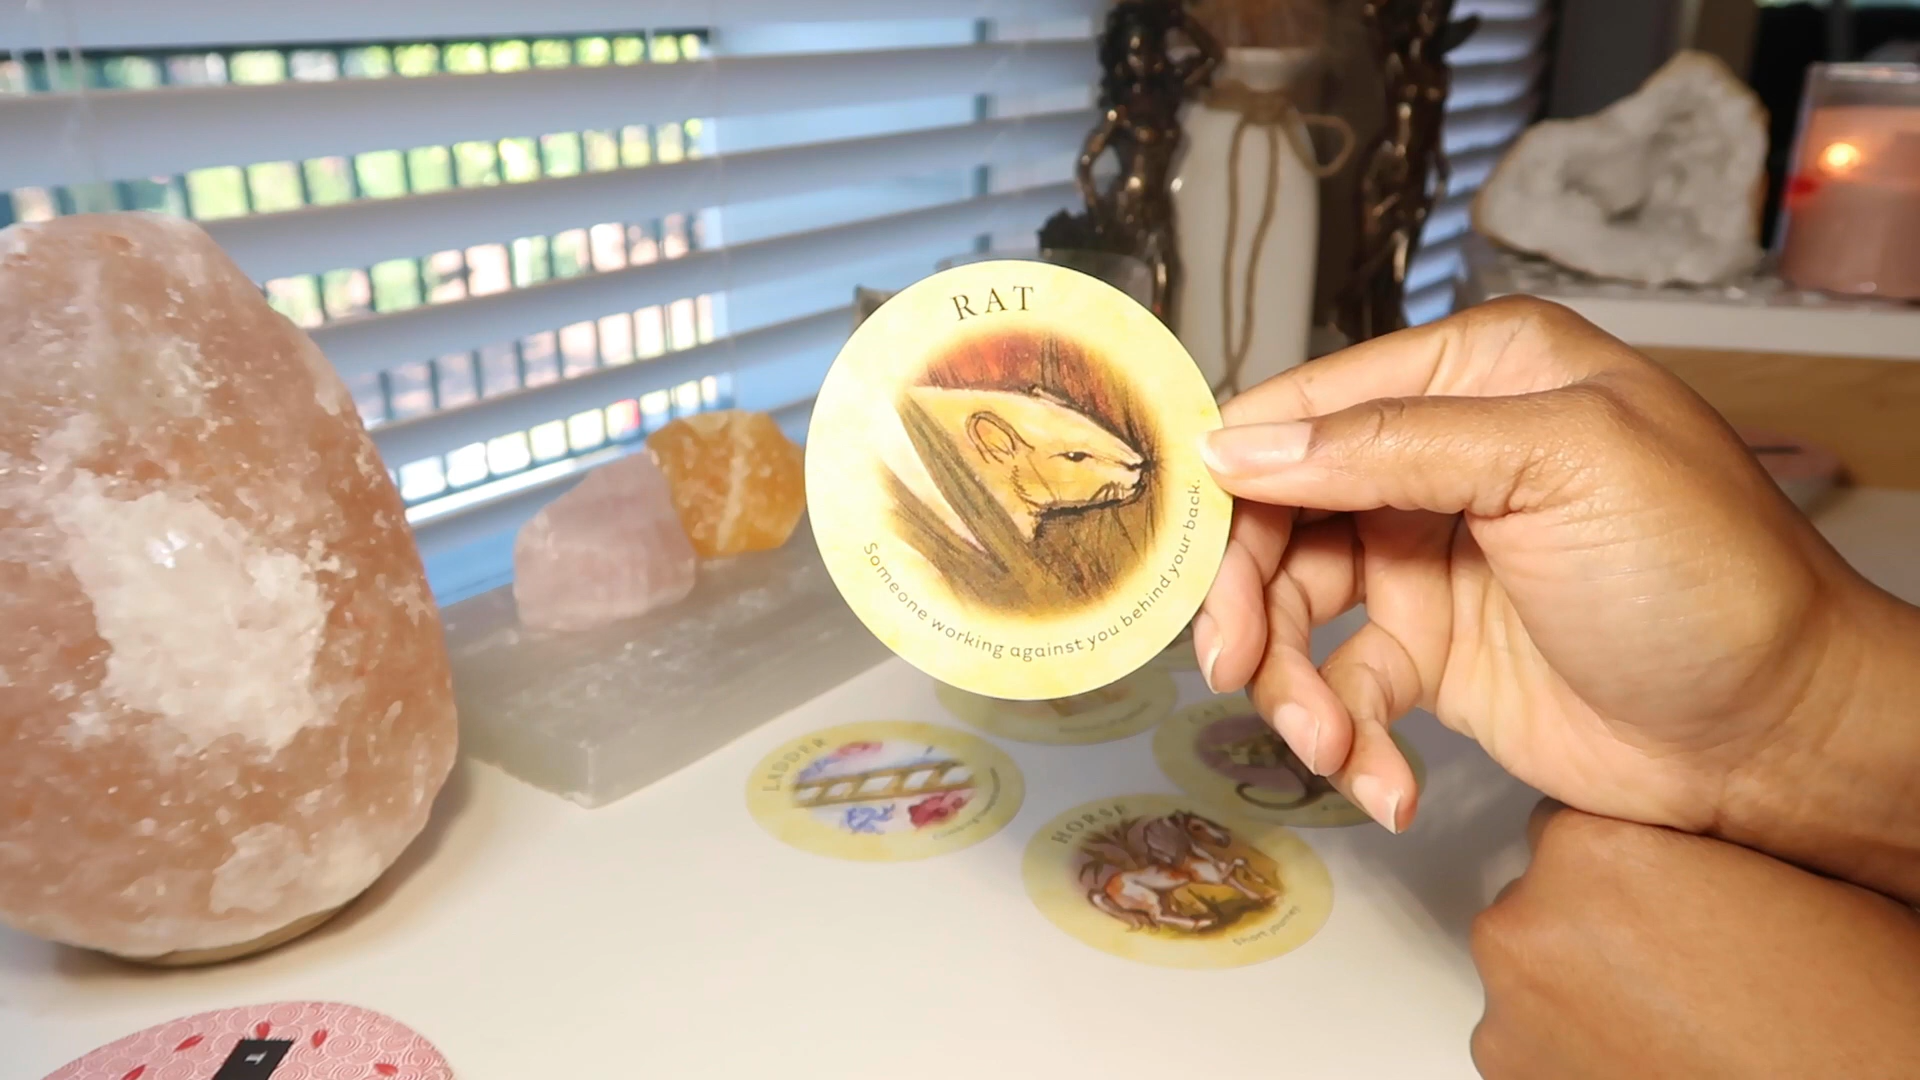 RAT
Someone working against you behind your back.
LADDER
HORSE
Short journey
T